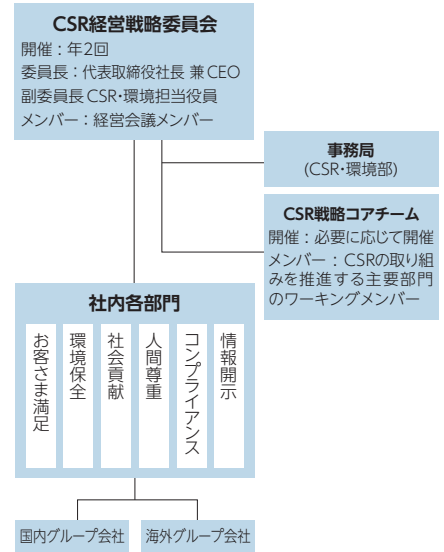 CSR経営戦略委員会
開催：年2回
委員長：代表取締役社長 兼 CEO
副委員長 CSR・環境担当役員
メンバー：経営会議メンバー
事務局
(CSR・環境部)
CSR戦略コアチーム
開催：必要に応じて開催
メンバー：CSRの取り組
みを推進する主要部門
のワーキングメンバー
社内各部門
お客さま満足
環境保全
社会貢献
人間尊重
コンプライアンス
情報開示
国内グループ会社
海外グループ会社